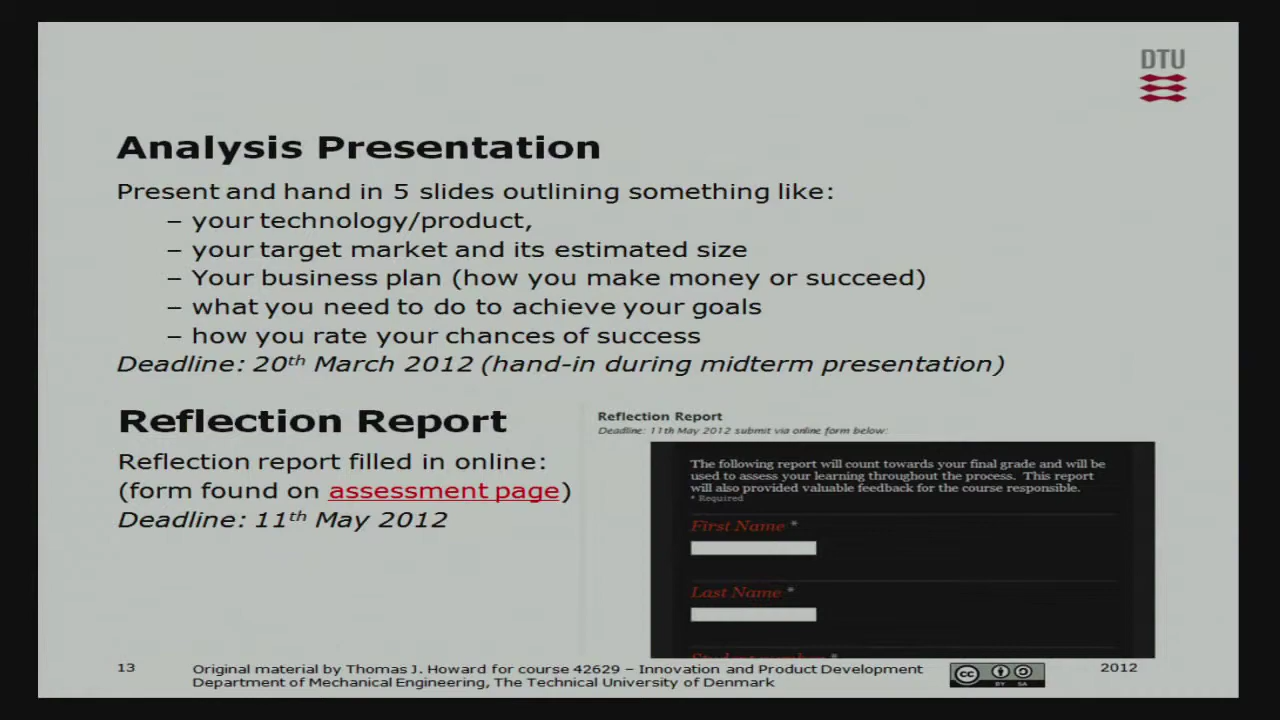 DTU
Analysis Presentation
Present and hand in 5 slides outlining something like:
– your technology/product,
– your target market and its estimated size
– Your business plan (how you make money or succeed)
– what you need to do to achieve your goals
– how you rate your chances of success
Deadline: 20th March 2012 (hand-in during midterm presentation)
Reflection Report
Reflection report filled in online:
(form found on assessment page)
Deadline: 11th May 2012
Reflection Report
Deadline: 11th May 2012 submit via online form below:
The following report will count towards your final grade and will be
used to assess your learning throughout the process. This report
will also provided valuable feedback for the course responsible.
* Required
First Name *
Last Name *
13
Original material by Thomas J. Howard for course 42629 – Innovation and Product Development
Department of Mechanical Engineering, The Technical University of Denmark
cc BY SA
2012